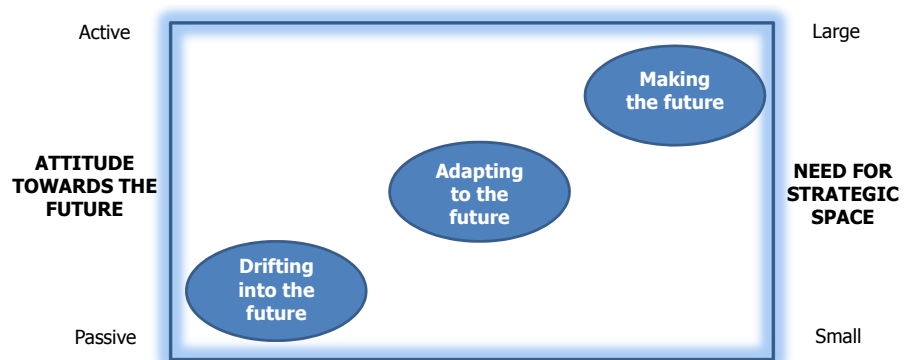 Active
Large
Making
the future
ATTITUDE
TOWARDS THE
FUTURE
Adapting
to the
future
NEED FOR
STRATEGIC
SPACE
Drifting
into the
future
Passive
Small